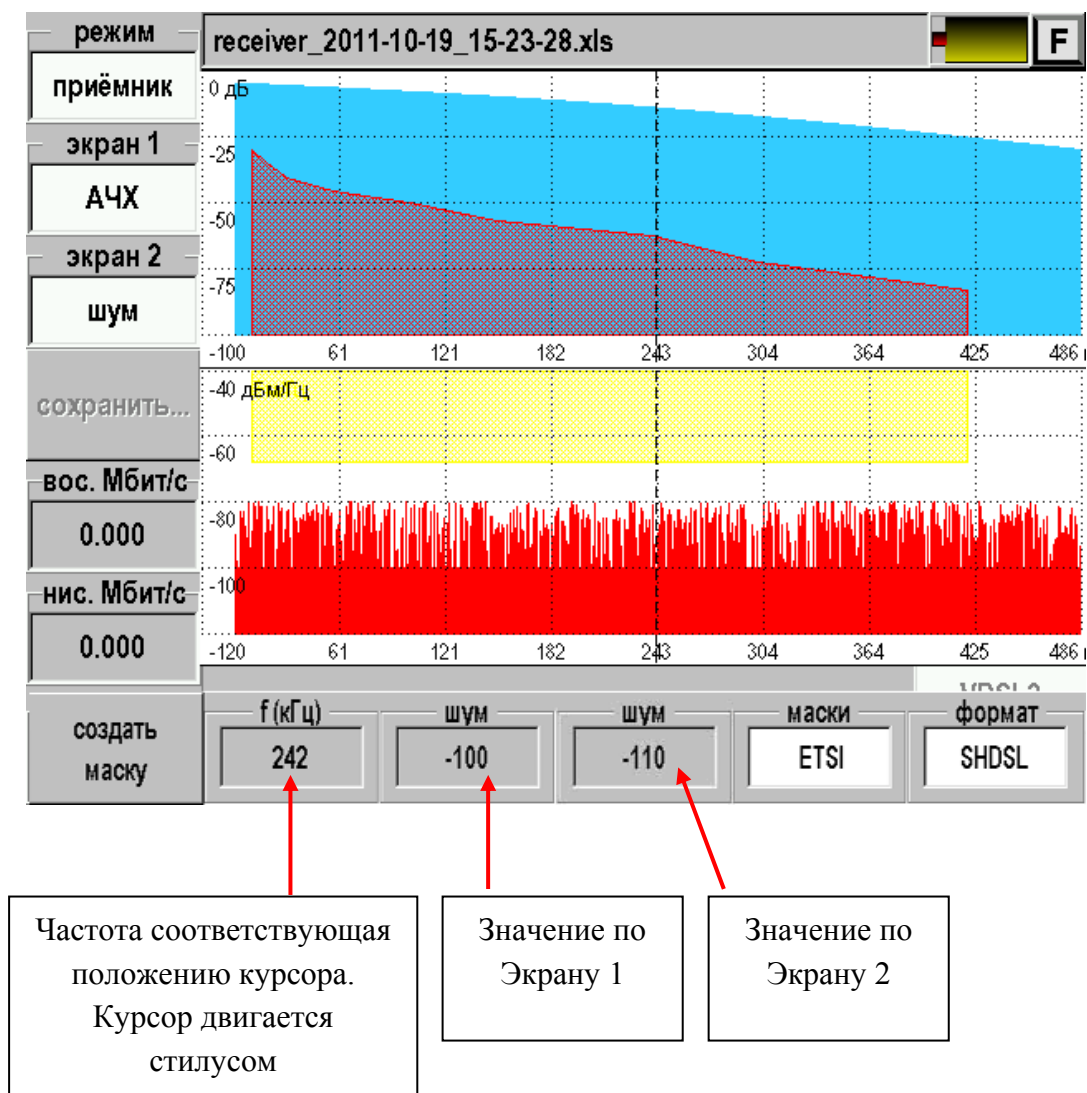 режим
receiver_2011-10-19_15-23-28.xls
F
приёмник
экран 1
АЧХ
экран 2
шум
сохранить...
вос. Мбит/с
0.000
нис. Мбит/с
0.000
0 дБ
-25
-50
-75
-100 61 121 182 243 304 364 425 486
-40 дБм/Гц
-60
-80
-100
-120 61 121 182 243 304 364 425 486
создать
маску
f (кГц)
242
шум
-100
шум
-110
маски
ETSI
формат
SHDSL
Частота соответствующая
положению курсора.
Курсор двигается
стилусом
Значение по
Экрану 1
Значение по
Экрану 2